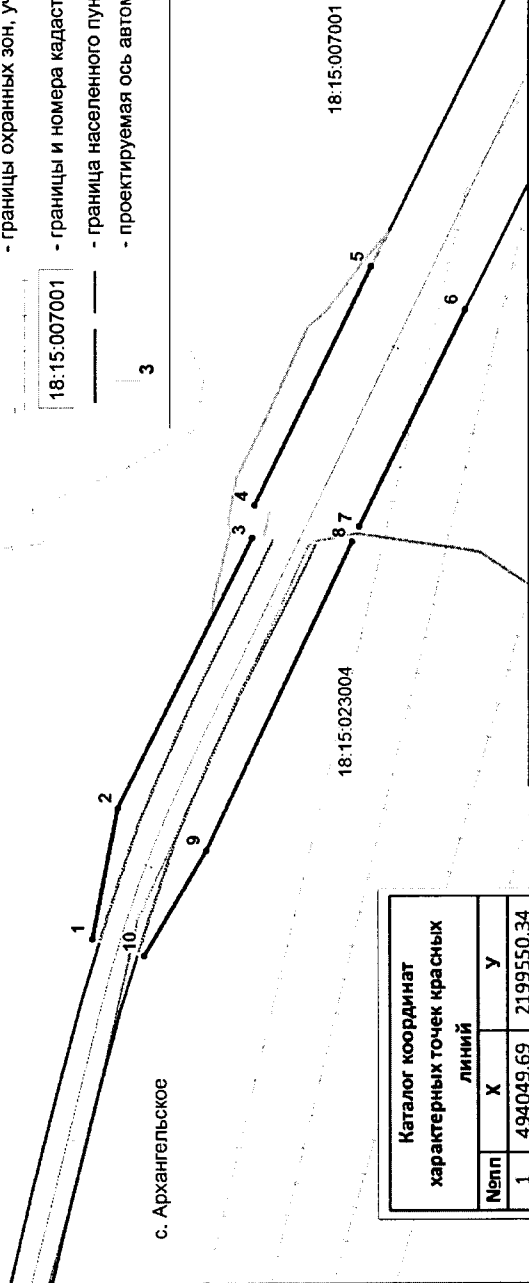 - границы охранных зон, уч
18:15:007001 - границы и номера кадаст
- граница населенного пун
3 - проектируемая ось автом
18:15:007001
1
2
3
4
5
6
7
8
9
10
18:15:023004
с. Архангельское
Каталог координат
характерных точек красных
линий
№пп X У
1 494049,69 2199550,34